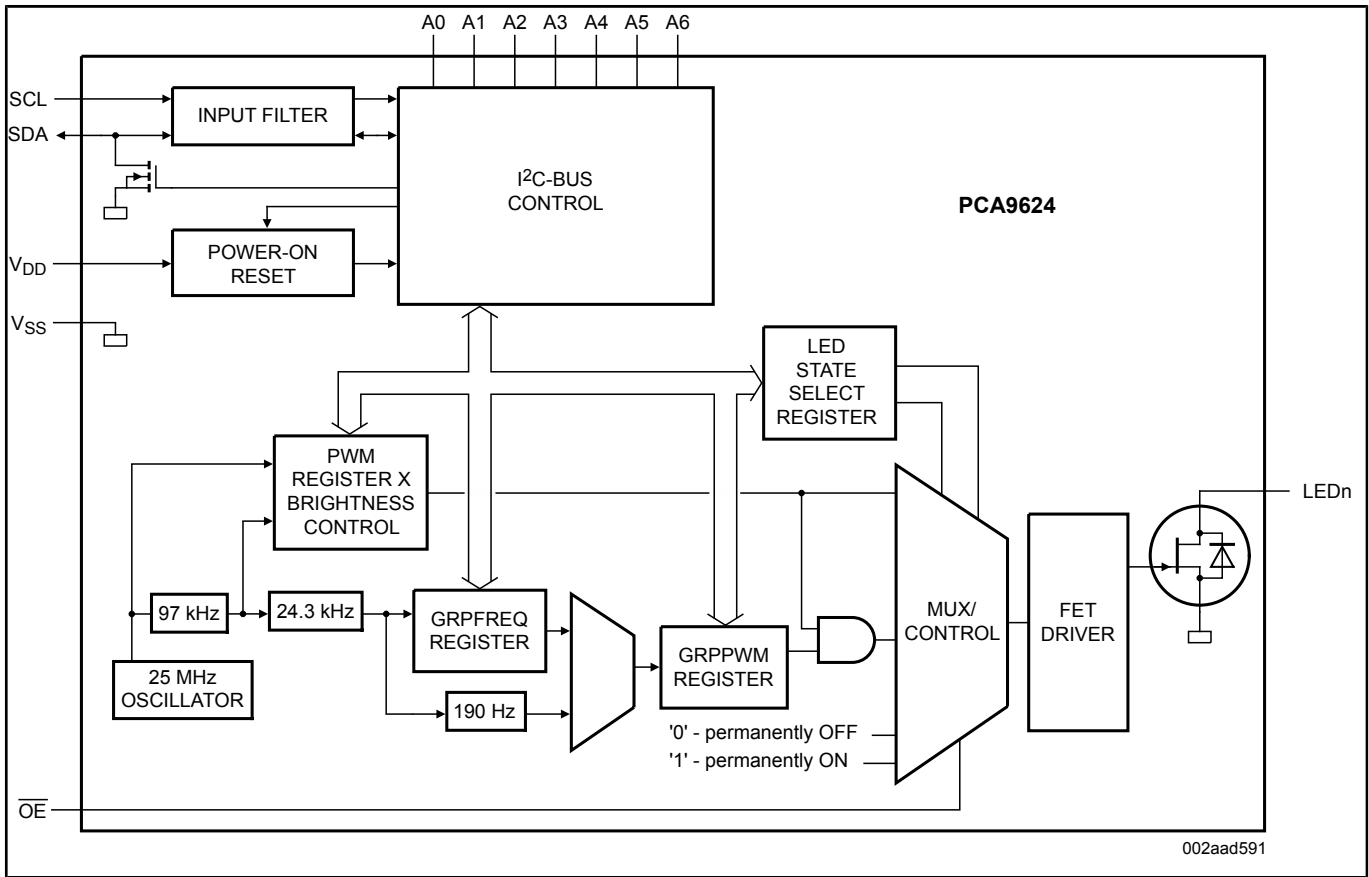 A0 A1 A2 A3 A4 A5 A6
SCL
SDA
INPUT FILTER
I²C-BUS
CONTROL
PCA9624
POWER-ON
RESET
VDD
VSS
LED
STATE
SELECT
REGISTER
PWM
REGISTER X
BRIGHTNESS
CONTROL
LEDn
97 kHz
24.3 kHz
GRPFREQ
REGISTER
MUX/
CONTROL
FET
DRIVER
25 MHz
OSCILLATOR
190 Hz
GRPPWM
REGISTER
'0' - permanently OFF
'1' - permanently ON
O̅E̅
002aad591